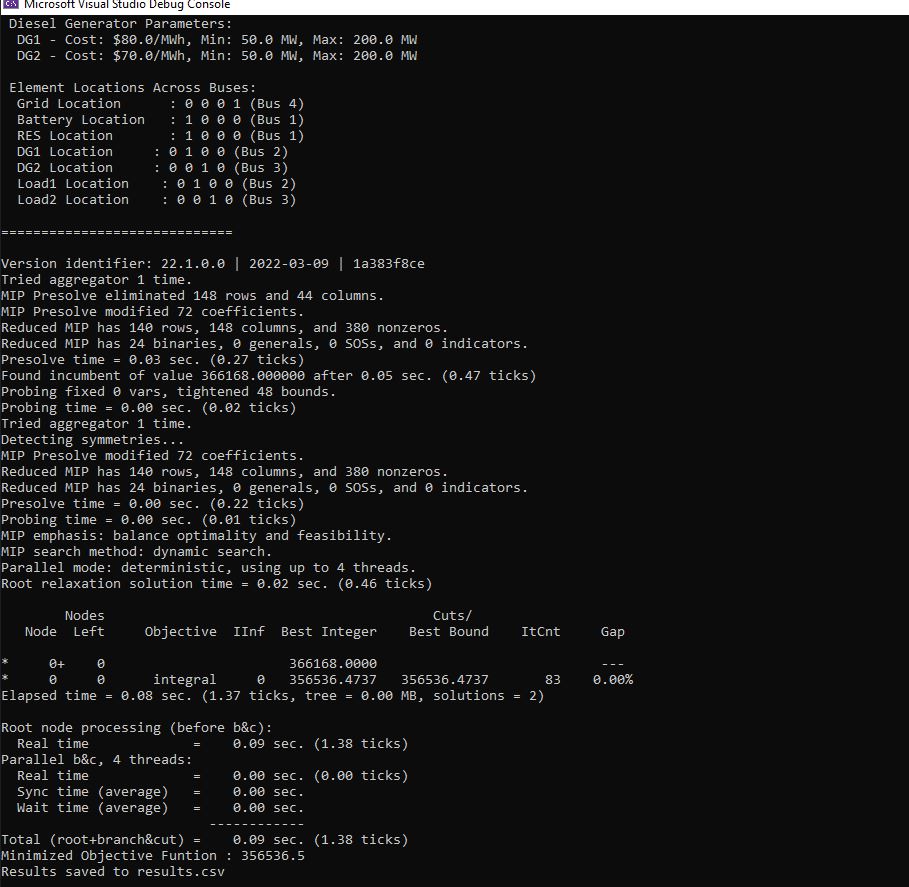 Microsoft Visual Studio Debug Console
Diesel Generator Parameters:
DG1 - Cost: $80.0/MWh, Min: 50.0 MW, Max: 200.0 MW
DG2 - Cost: $70.0/MWh, Min: 50.0 MW, Max: 200.0 MW
Element Locations Across Buses:
Grid Location : 0 0 0 1 (Bus 4)
Battery Location : 1 0 0 0 (Bus 1)
RES Location : 1 0 0 0 (Bus 1)
DG1 Location : 0 1 0 0 (Bus 2)
DG2 Location : 0 0 1 0 (Bus 3)
Load1 Location : 0 1 0 0 (Bus 2)
Load2 Location : 0 0 1 0 (Bus 3)
=============================
Version identifier: 22.1.0.0 | 2022-03-09 | 1a383f8ce
Tried aggregator 1 time.
MIP Presolve eliminated 148 rows and 44 columns.
MIP Presolve modified 72 coefficients.
Reduced MIP has 140 rows, 148 columns, and 380 nonzeros.
Reduced MIP has 24 binaries, 0 generals, 0 SOSs, and 0 indicators.
Presolve time = 0.03 sec. (0.27 ticks)
Found incumbent of value 366168.000000 after 0.05 sec. (0.47 ticks)
Probing fixed 0 vars, tightened 48 bounds.
Probing time = 0.00 sec. (0.02 ticks)
Tried aggregator 1 time.
Detecting symmetries...
MIP Presolve modified 72 coefficients.
Reduced MIP has 140 rows, 148 columns, and 380 nonzeros.
Reduced MIP has 24 binaries, 0 generals, 0 SOSs, and 0 indicators.
Presolve time = 0.00 sec. (0.22 ticks)
Probing time = 0.00 sec. (0.01 ticks)
MIP emphasis: balance optimality and feasibility.
MIP search method: dynamic search.
Parallel mode: deterministic, using up to 4 threads.
Root relaxation solution time = 0.02 sec. (0.46 ticks)
Nodes Cuts/
Node Left Objective IInf Best Integer Best Bound ItCnt Gap
* 0+ 0 366168.0000 ---
* 0 0 integral 0 356536.4737 356536.4737 83 0.00%
Elapsed time = 0.08 sec. (1.37 ticks, tree = 0.00 MB, solutions = 2)
Root node processing (before b&c):
Real time = 0.09 sec. (1.38 ticks)
Parallel b&c, 4 threads:
Real time = 0.00 sec. (0.00 ticks)
Sync time (average) = 0.00 sec.
Wait time (average) = 0.00 sec.
------------
Total (root+branch&cut) = 0.09 sec. (1.38 ticks)
Minimized Objective Funtion : 356536.5
Results saved to results.csv